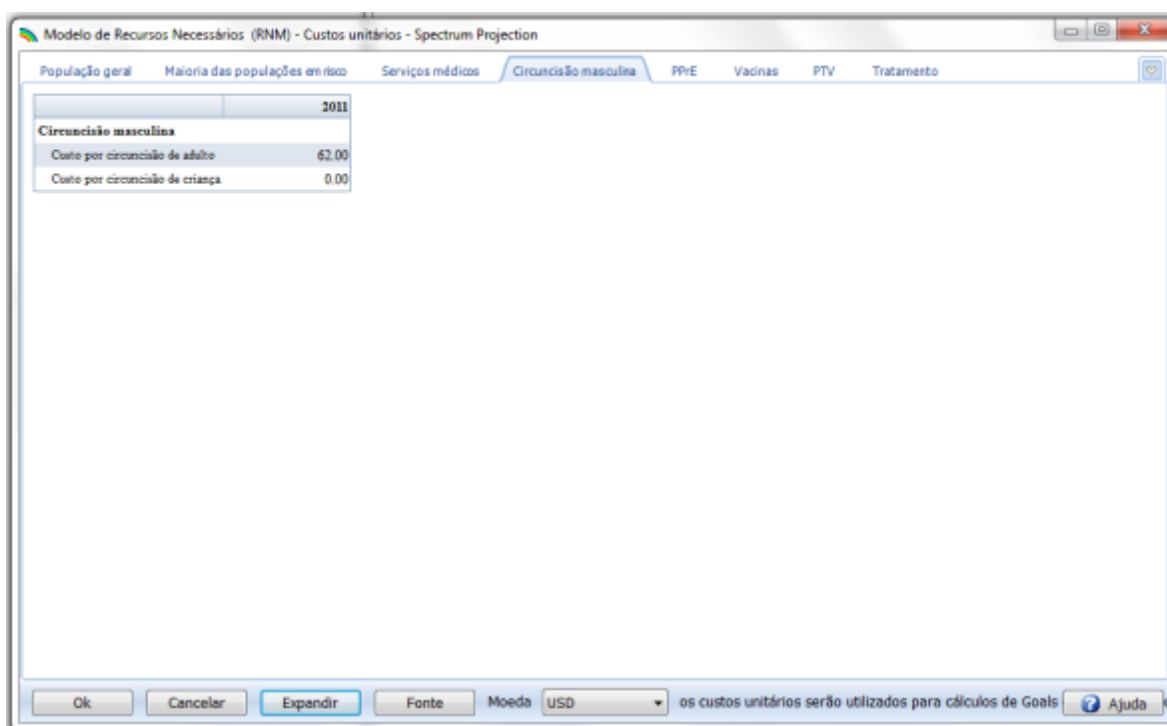 Modelo de Recursos Necessários (RNM) - Custos unitários - Spectrum Projection
População geral Maioria das populações em risco Serviços médicos Circuncisão masculina PPrE Vacinas PTV Tratamento
2011
Circuncisão masculina
Custo por circuncisão de adulto 62.00
Custo por circuncisão de criança 0.00
Ok Cancelar Expandir Fonte Moeda USD os custos unitários serão utilizados para cálculos de Goals Ajuda